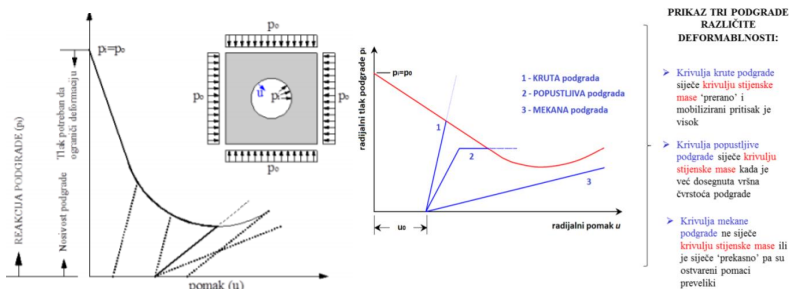 REAKCIJA PODGRADE (pᵢ)
Nosivost podgrade
Tlak potreban da
ograniči deformaciju
pᵢ=p₀
pomak (u)
p₀
p₀
u
pᵢ
p₀
p₀
radijalni tlak podgrade pᵢ
pᵢ=p₀
1 - KRUTA podgrada
2 - POPUSTLJIVA podgrada
3 - MEKANA podgrada
1
2
3
u₀
radijalni pomak u
PRIKAZ TRI PODGRADE
RAZLIČITE
DEFORMABLNOSTI:
Krivulja krute podgrade
siječe krivulju stijenske
mase 'prerano' i
mobilizirani pritisak je
visok
Krivulja popustljive
podgrade siječe krivulju
stijenske mase kada je
već dosegnuta vršna
čvrstoća podgrade
Krivulja mekane
podgrade ne siječe
krivulju stijenske mase ili
je siječe 'prekasno' pa su
ostvareni pomaci
preveliki